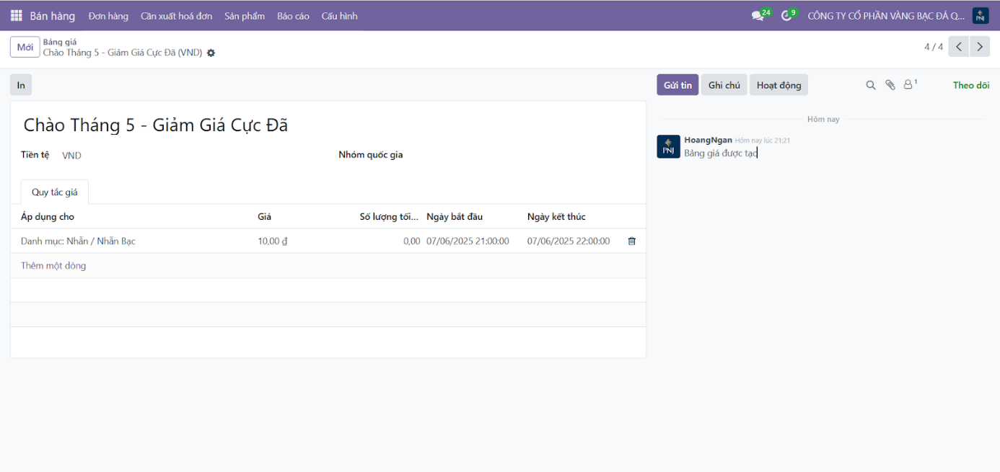 Bán hàng Đơn hàng Cần xuất hoá đơn Sản phẩm Báo cáo Cấu hình 24 9 CÔNG TY CỔ PHẦN VÀNG BẠC ĐÁ Q... PNJ
Mới Bảng giá
Chào Tháng 5 - Giảm Giá Cực Đã (VND) 4 / 4
In Gửi tin Ghi chú Hoạt động 1 Theo dõi
Chào Tháng 5 - Giảm Giá Cực Đã
Hôm nay
Tiền tệ VND Nhóm quốc gia
PNJ HoangNgan Hôm nay lúc 21:21
Bảng giá được tạo
Quy tắc giá
Áp dụng cho Giá Số lượng tối... Ngày bắt đầu Ngày kết thúc
Danh mục: Nhẫn / Nhẫn Bạc 10,00 ₫ 0,00 07/06/2025 21:00:00 07/06/2025 22:00:00
Thêm một dòng